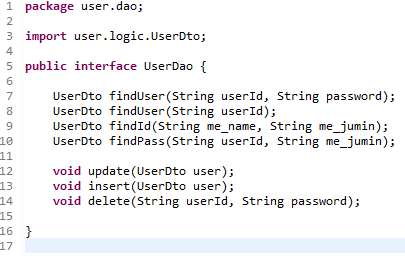 1 package user.dao;
2
3 import user.logic.UserDto;
4
5 public interface UserDao {
6
7     UserDto findUser(String userId, String password);
8     UserDto findUser(String userId);
9     UserDto findId(String me_name, String me_jumin);
10     UserDto findPass(String userId, String me_jumin);
11
12     void update(UserDto user);
13     void insert(UserDto user);
14     void delete(String userId, String password);
15
16 }
17